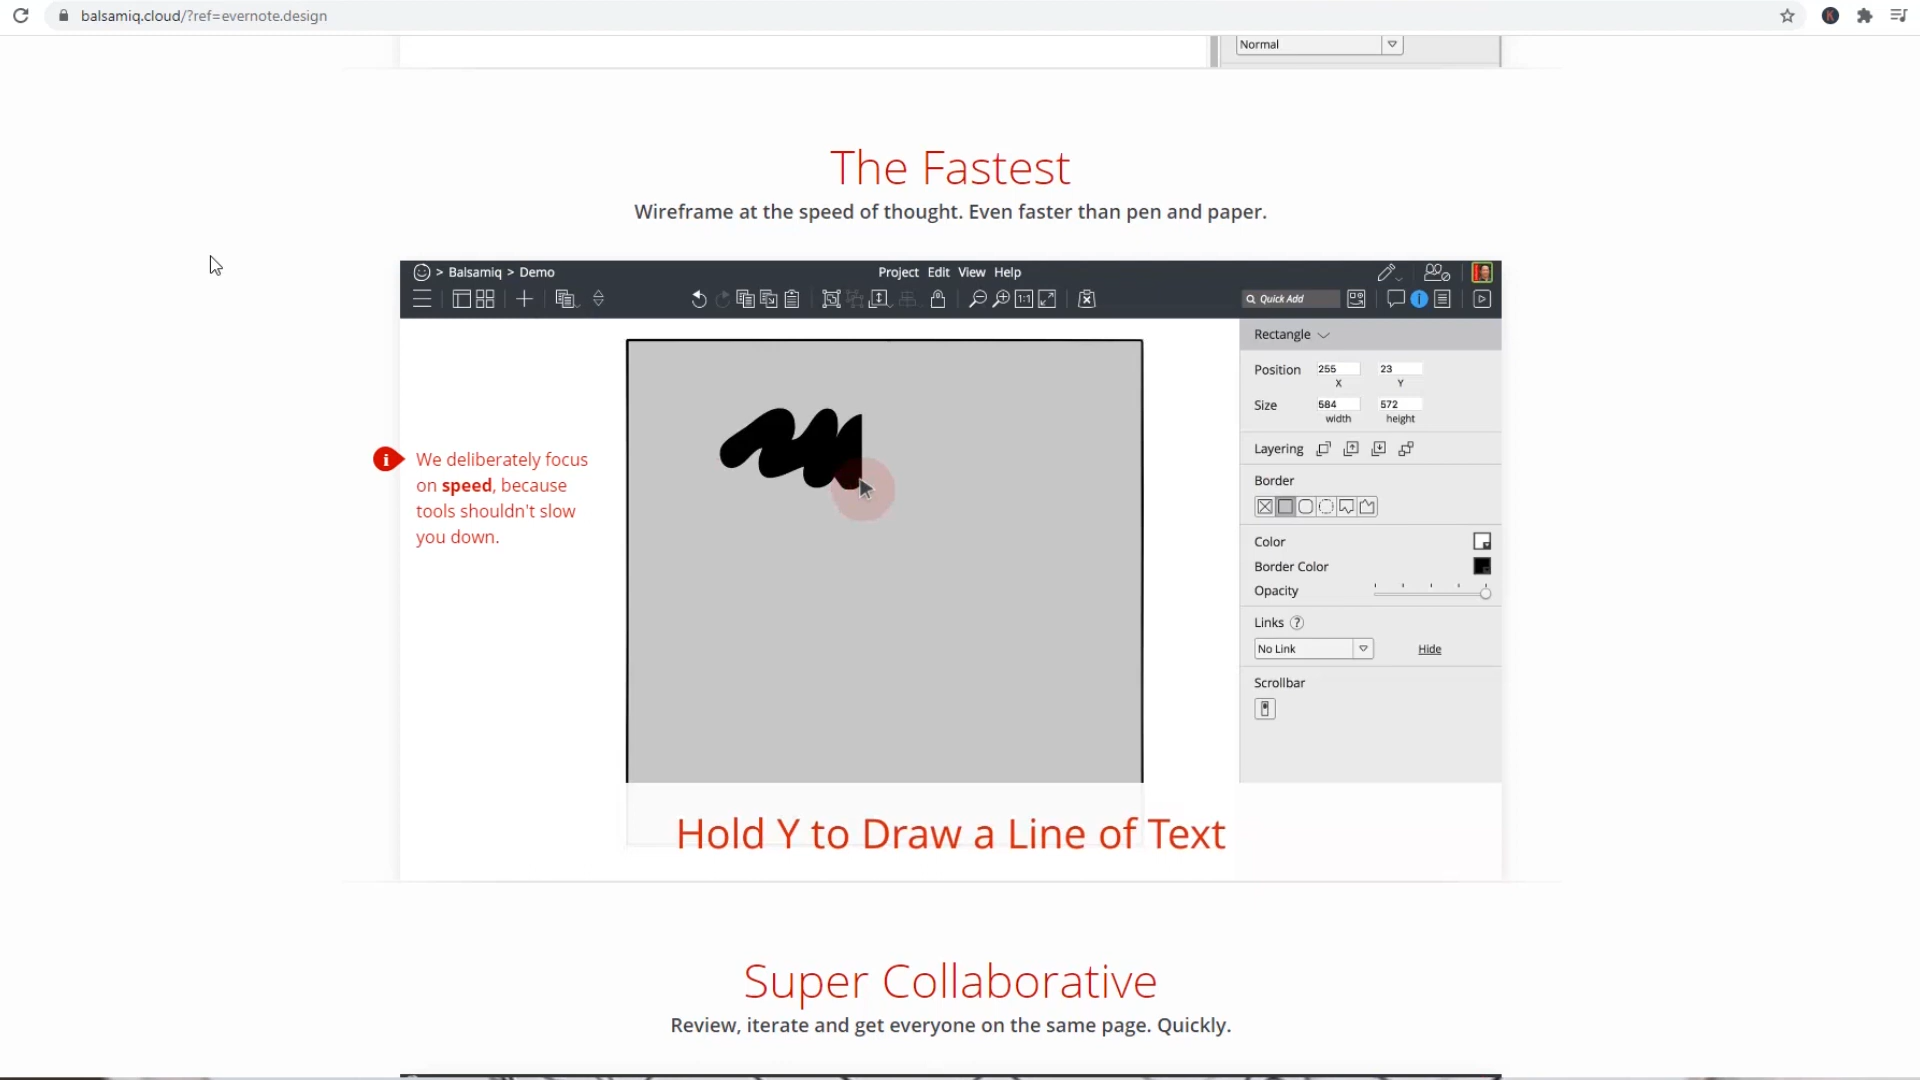 balsamiq.cloud/?ref=evernote.design
K
Normal
The Fastest
Wireframe at the speed of thought. Even faster than pen and paper.
> Balsamiq > Demo
Project Edit View Help
1:1
Quick Add
i
Rectangle
Position 255 23
X Y
Size 584 572
width height
Layering
Border
Color
Border Color
Opacity
Links ?
No Link Hide
Scrollbar
i
We deliberately focus
on speed, because
tools shouldn't slow
you down.
Hold Y to Draw a Line of Text
Super Collaborative
Review, iterate and get everyone on the same page. Quickly.